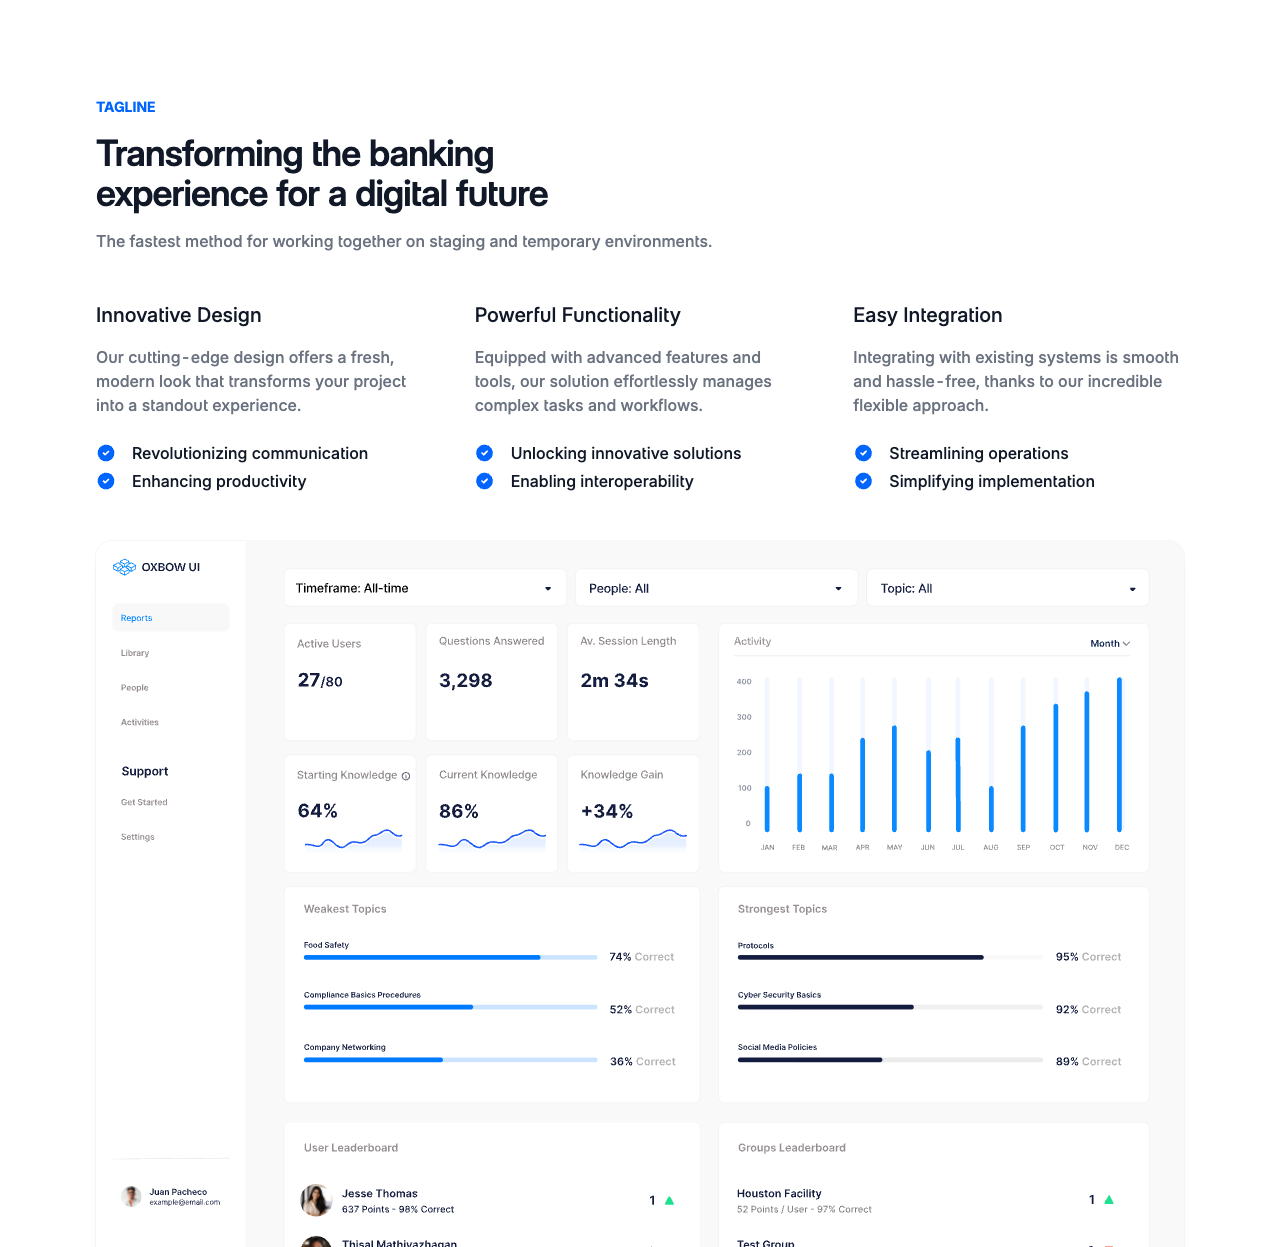 TAGLINE
Transforming the banking
experience for a digital future
The fastest method for working together on staging and temporary environments.
Innovative Design
Our cutting-edge design offers a fresh,
modern look that transforms your project
into a standout experience.
Revolutionizing communication
Enhancing productivity
Powerful Functionality
Equipped with advanced features and
tools, our solution effortlessly manages
complex tasks and workflows.
Unlocking innovative solutions
Enabling interoperability
Easy Integration
Integrating with existing systems is smooth
and hassle-free, thanks to our incredible
flexible approach.
Streamlining operations
Simplifying implementation
OXBOW UI
Reports
Library
People
Activities
Support
Get Started
Settings
Juan Pacheco
example@email.com
Timeframe: All-time
People: All
Topic: All
Active Users
27/80
Questions Answered
3,298
Av. Session Length
2m 34s
Starting Knowledge
64%
Current Knowledge
86%
Knowledge Gain
+34%
Activity
Month
400
300
200
100
0
JAN FEB MAR APR MAY JUN JUL AUG SEP OCT NOV DEC
Weakest Topics
Food Safety
74% Correct
Compliance Basics Procedures
52% Correct
Company Networking
36% Correct
Strongest Topics
Protocols
95% Correct
Cyber Security Basics
92% Correct
Social Media Policies
89% Correct
User Leaderboard
Jesse Thomas
637 Points - 98% Correct
1
Thisal Mathiyazhagan
Groups Leaderboard
Houston Facility
52 Points / User - 97% Correct
1
Test Group